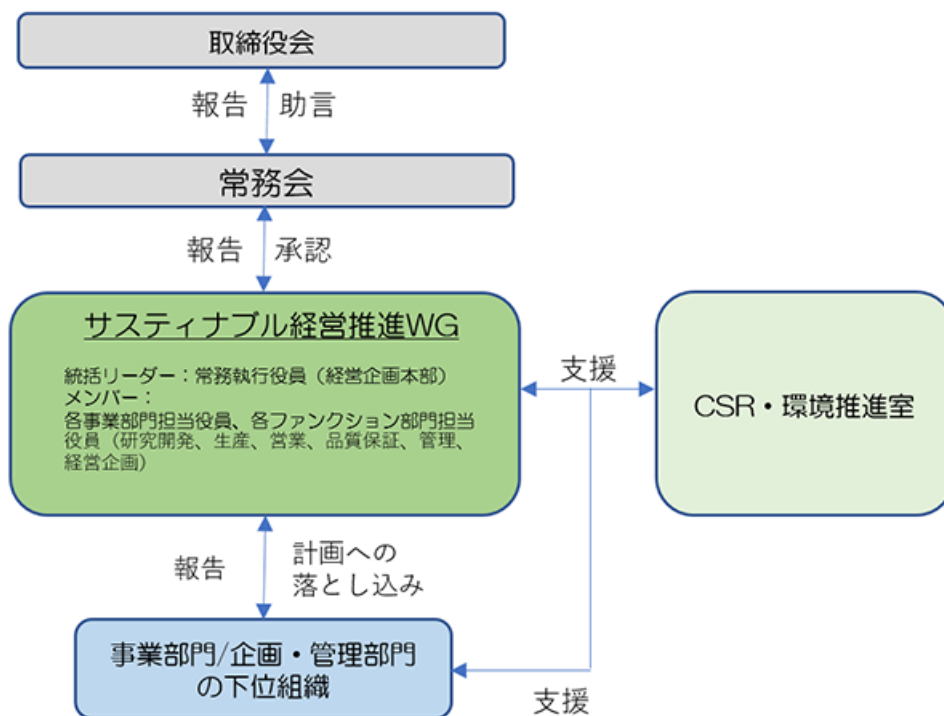 取締役会
報告 助言
常務会
報告 承認
サスティナブル経営推進WG
統括リーダー：常務執行役員（経営企画本部）
メンバー：
各事業部門担当役員、各ファンクション部門担当
役員（研究開発、生産、営業、品質保証、管理、
経営企画）
支援
CSR・環境推進室
報告
計画への
落とし込み
事業部門/企画・管理部門
の下位組織
支援